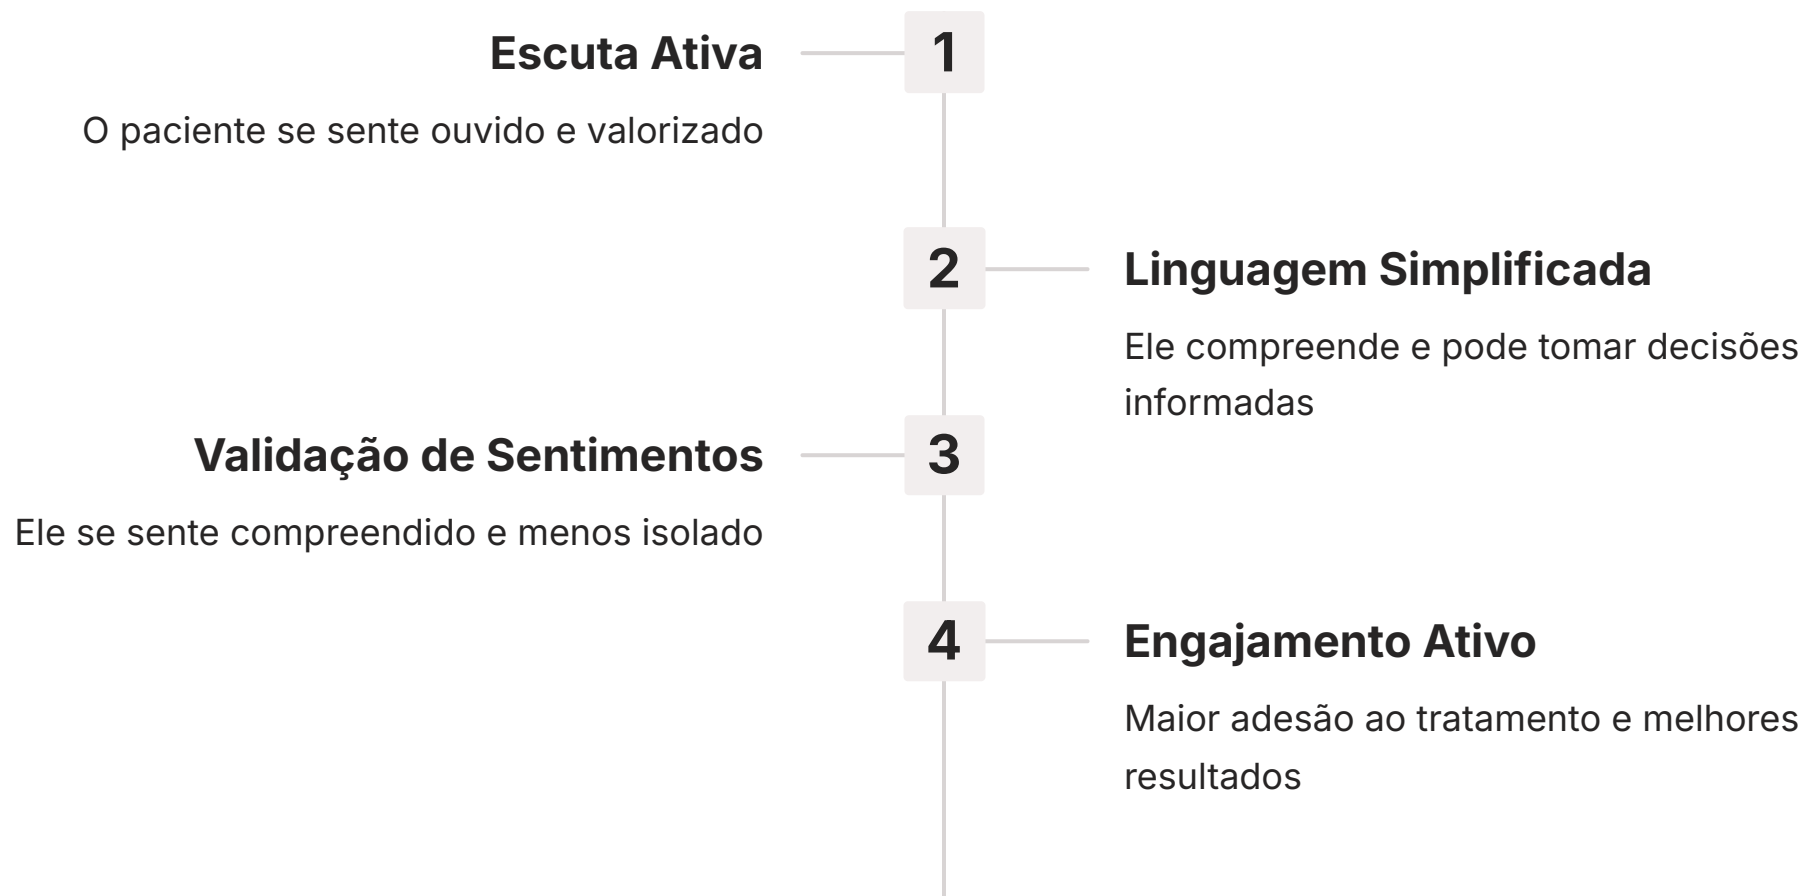 1
Escuta Ativa
O paciente se sente ouvido e valorizado
2
Linguagem Simplificada
Ele compreende e pode tomar decisões
informadas
3
Validação de Sentimentos
Ele se sente compreendido e menos isolado
4
Engajamento Ativo
Maior adesão ao tratamento e melhores
resultados